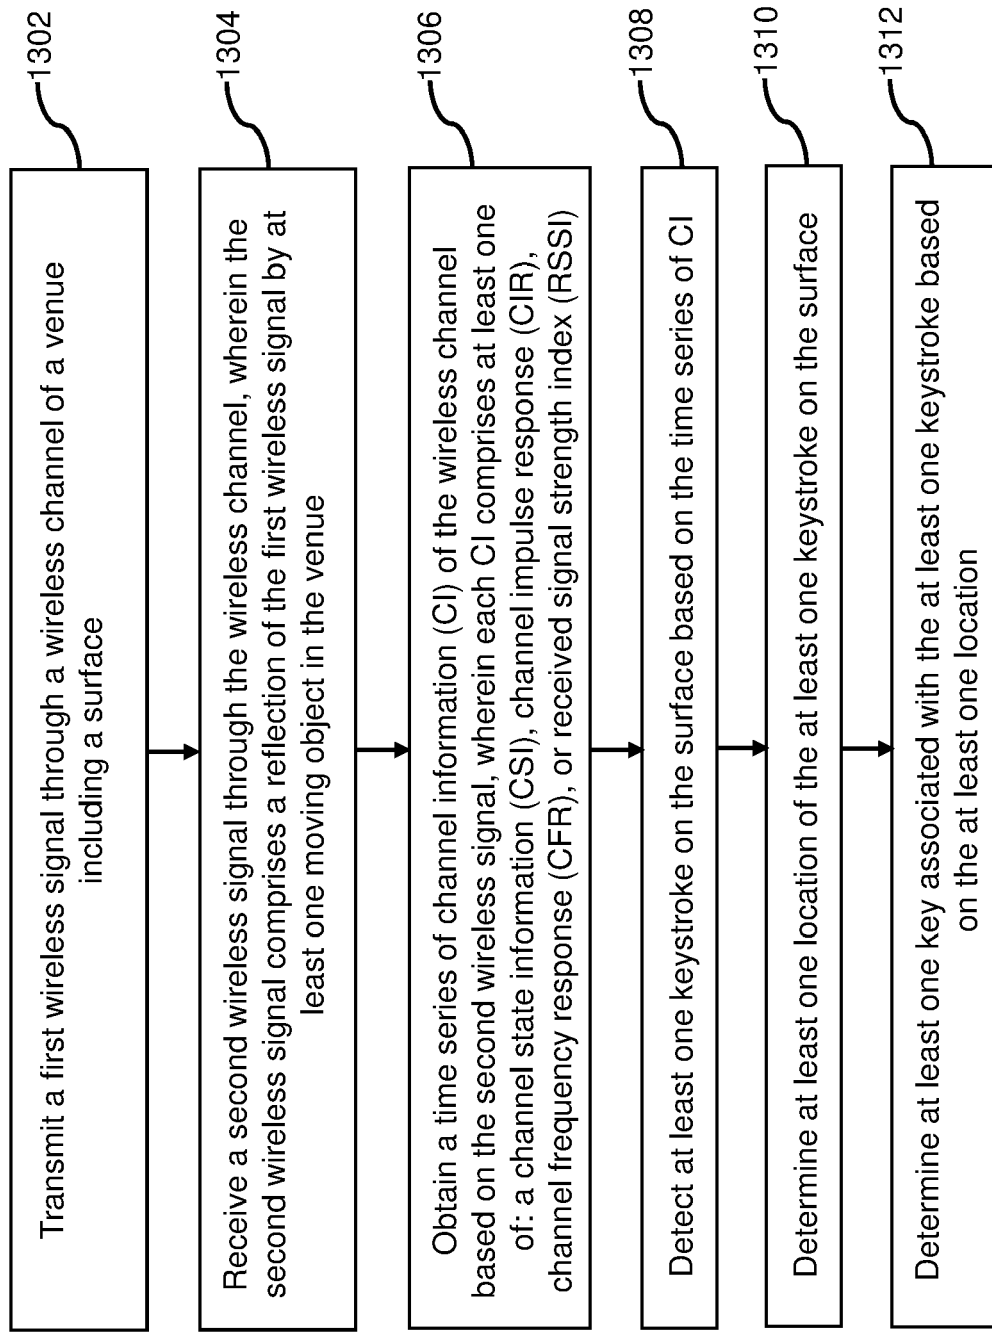 Transmit a first wireless signal through a wireless channel of a venue
including a surface
1302
Receive a second wireless signal through the wireless channel, wherein the
second wireless signal comprises a reflection of the first wireless signal by at
least one moving object in the venue
1304
Obtain a time series of channel information (CI) of the wireless channel
based on the second wireless signal, wherein each CI comprises at least one
of: a channel state information (CSI), channel impulse response (CIR),
channel frequency response (CFR), or received signal strength index (RSSI)
1306
Detect at least one keystroke on the surface based on the time series of CI
1308
Determine at least one location of the at least one keystroke on the surface
1310
Determine at least one key associated with the at least one keystroke based
on the at least one location
1312